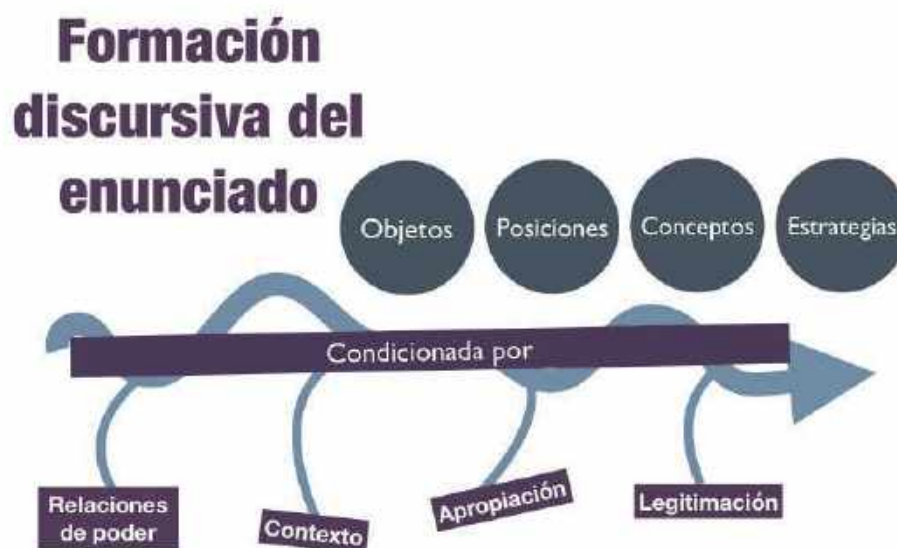 Formación
discursiva del
enunciado
Objetos
Posiciones
Conceptos
Estrategias
Condicionada por
Relaciones
de poder
Contexto
Apropiación
Legitimación